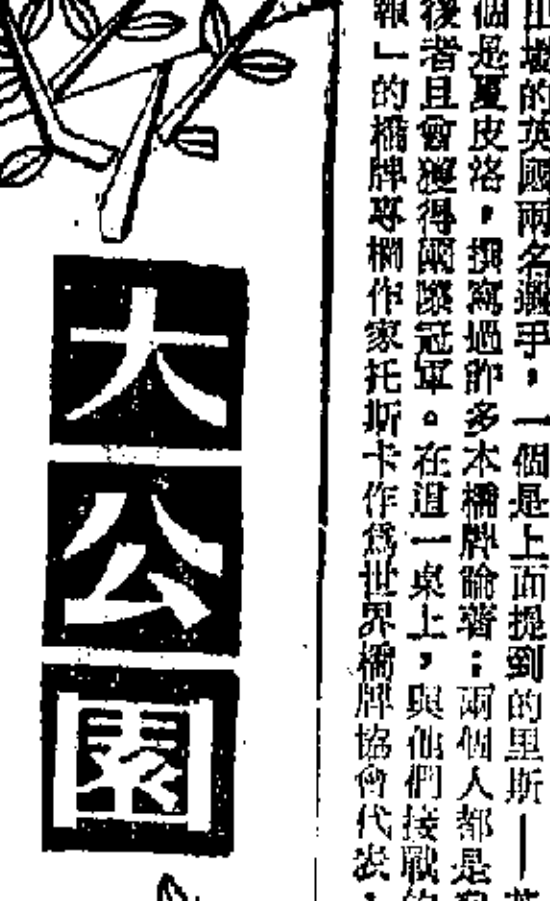 出場的英國兩名選手，一個是上面提到的里斯——英
個是夏皮洛，撰寫過許多本橋牌論著；兩個人都是
後者且曾獲得國際冠軍。在這一桌上，與他們接戰的
報」的橋牌專欄作家托斯卡作爲世界橋牌協會代表，
大公園